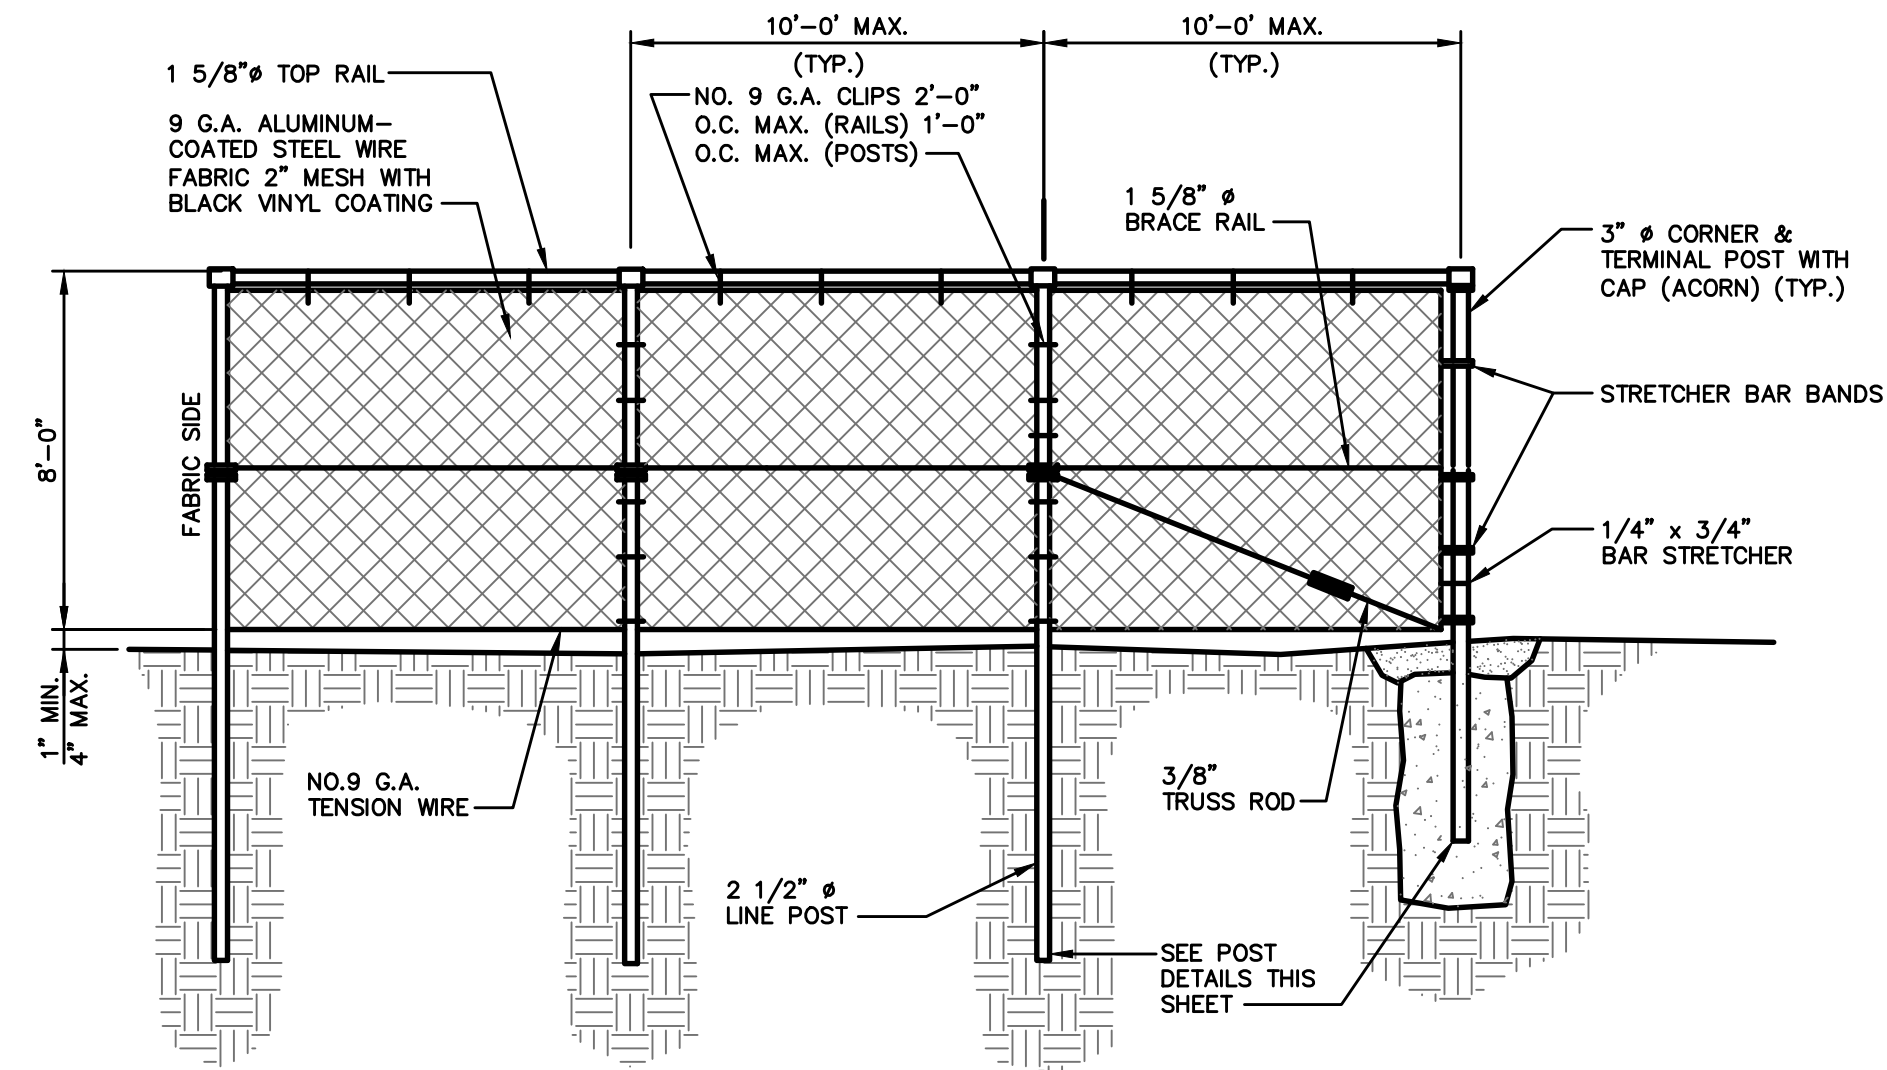 10'-0' MAX.
(TYP.)
10'-0' MAX.
(TYP.)
1 5/8"ø TOP RAIL
9 G.A. ALUMINUM-
COATED STEEL WIRE
FABRIC 2" MESH WITH
BLACK VINYL COATING
NO. 9 G.A. CLIPS 2'-0"
O.C. MAX. (RAILS) 1'-0"
O.C. MAX. (POSTS)
1 5/8" ø
BRACE RAIL
3" ø CORNER &
TERMINAL POST WITH
CAP (ACORN) (TYP.)
STRETCHER BAR BANDS
8'-0"
FABRIC SIDE
1/4" x 3/4"
BAR STRETCHER
1" MIN.
4" MAX.
NO.9 G.A.
TENSION WIRE
3/8"
TRUSS ROD
2 1/2" ø
LINE POST
SEE POST
DETAILS THIS
SHEET